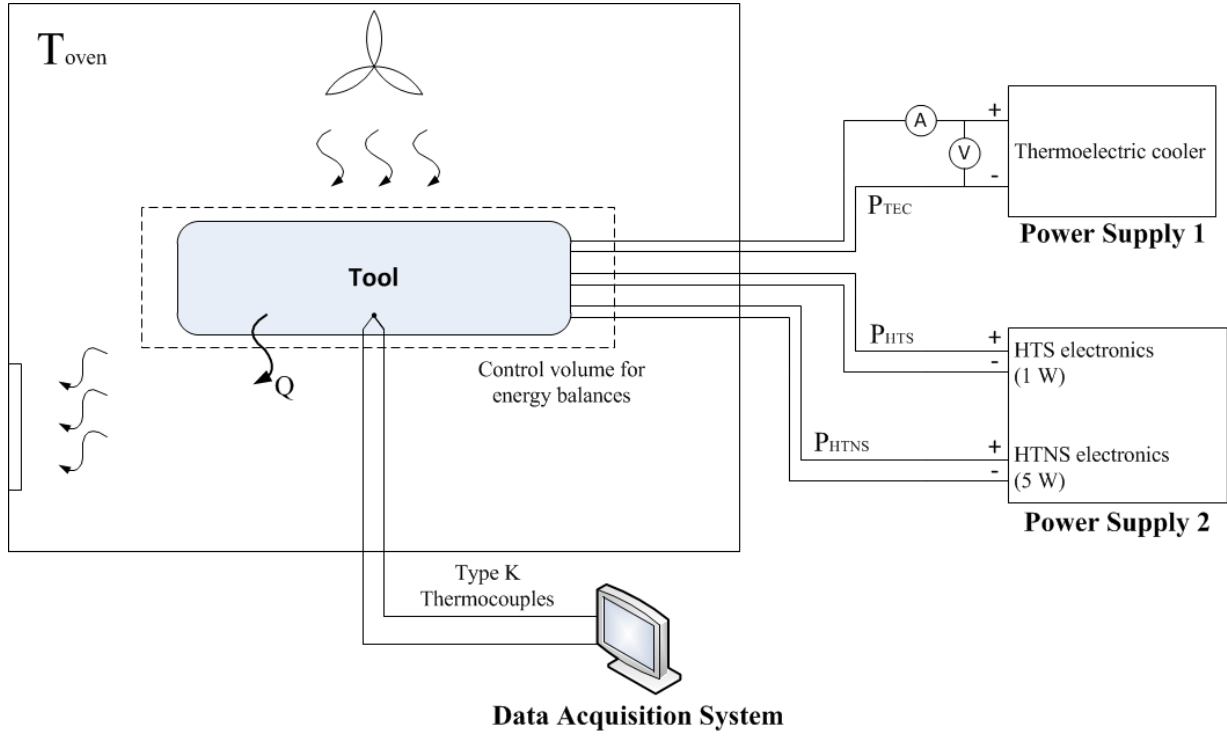 Toven
A
+
V
Thermoelectric cooler
-
PTEC
Power Supply 1
Tool
Q
Control volume for
energy balances
PHTS
+
HTS electronics
-
(1 W)
PHTNS
+
HTNS electronics
-
(5 W)
Power Supply 2
Type K
Thermocouples
Data Acquisition System